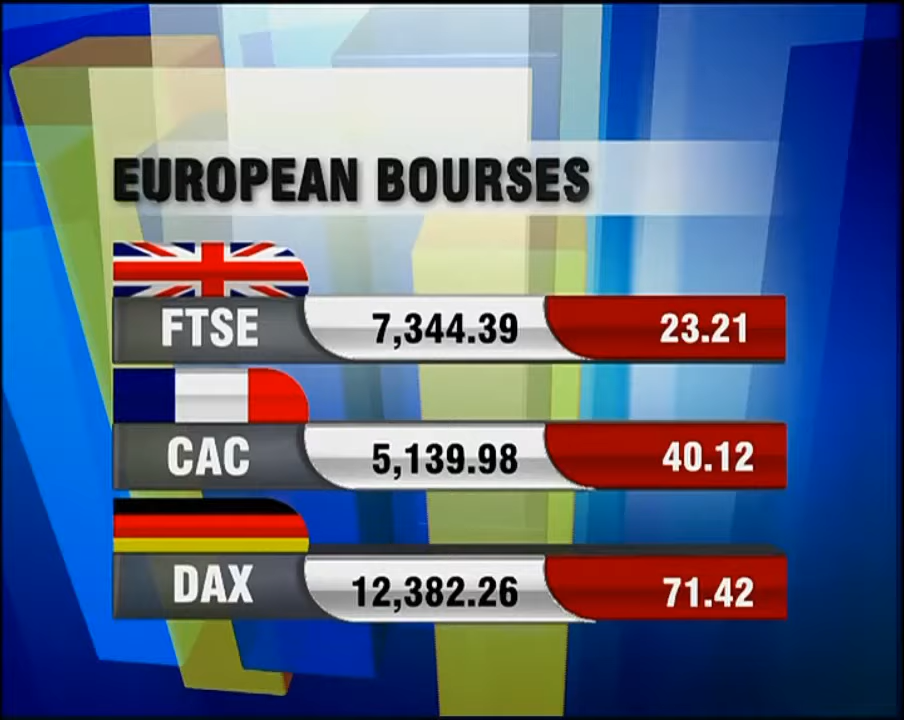 EUROPEAN BOURSES
FTSE 7,344.39 23.21
CAC 5,139.98 40.12
DAX 12,382.26 71.42